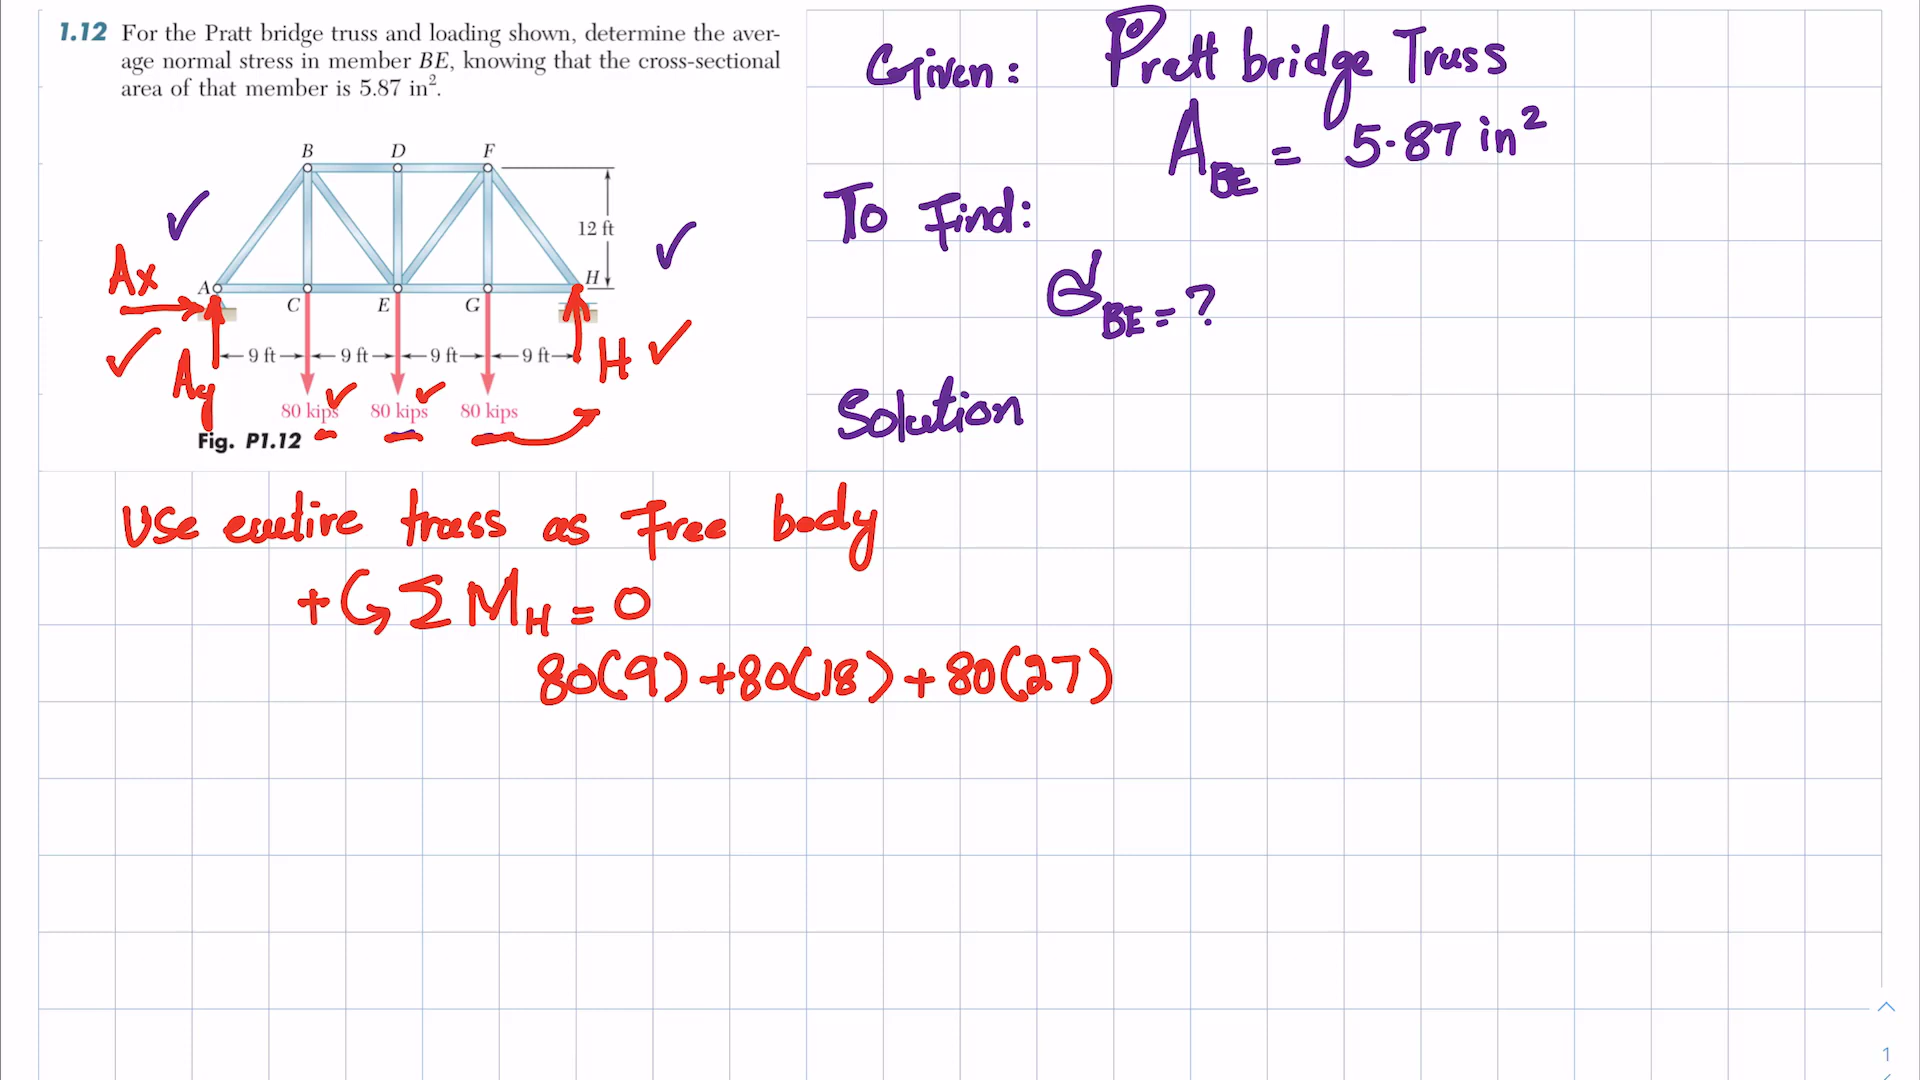 1.12 For the Pratt bridge truss and loading shown, determine the aver-
age normal stress in member BE, knowing that the cross-sectional
area of that member is 5.87 in².
B D F
12 ft
A H
C E G
9 ft 9 ft 9 ft 9 ft
80 kips 80 kips 80 kips
Fig. P1.12
Ax
Ay
H
Given: Pratt bridge Truss
A_BE = 5.87 in²
To Find:
σ_BE = ?
Solution
Use entire truss as Free body
+↺ Σ M_H = 0
80(9) + 80(18) + 80(27)
1